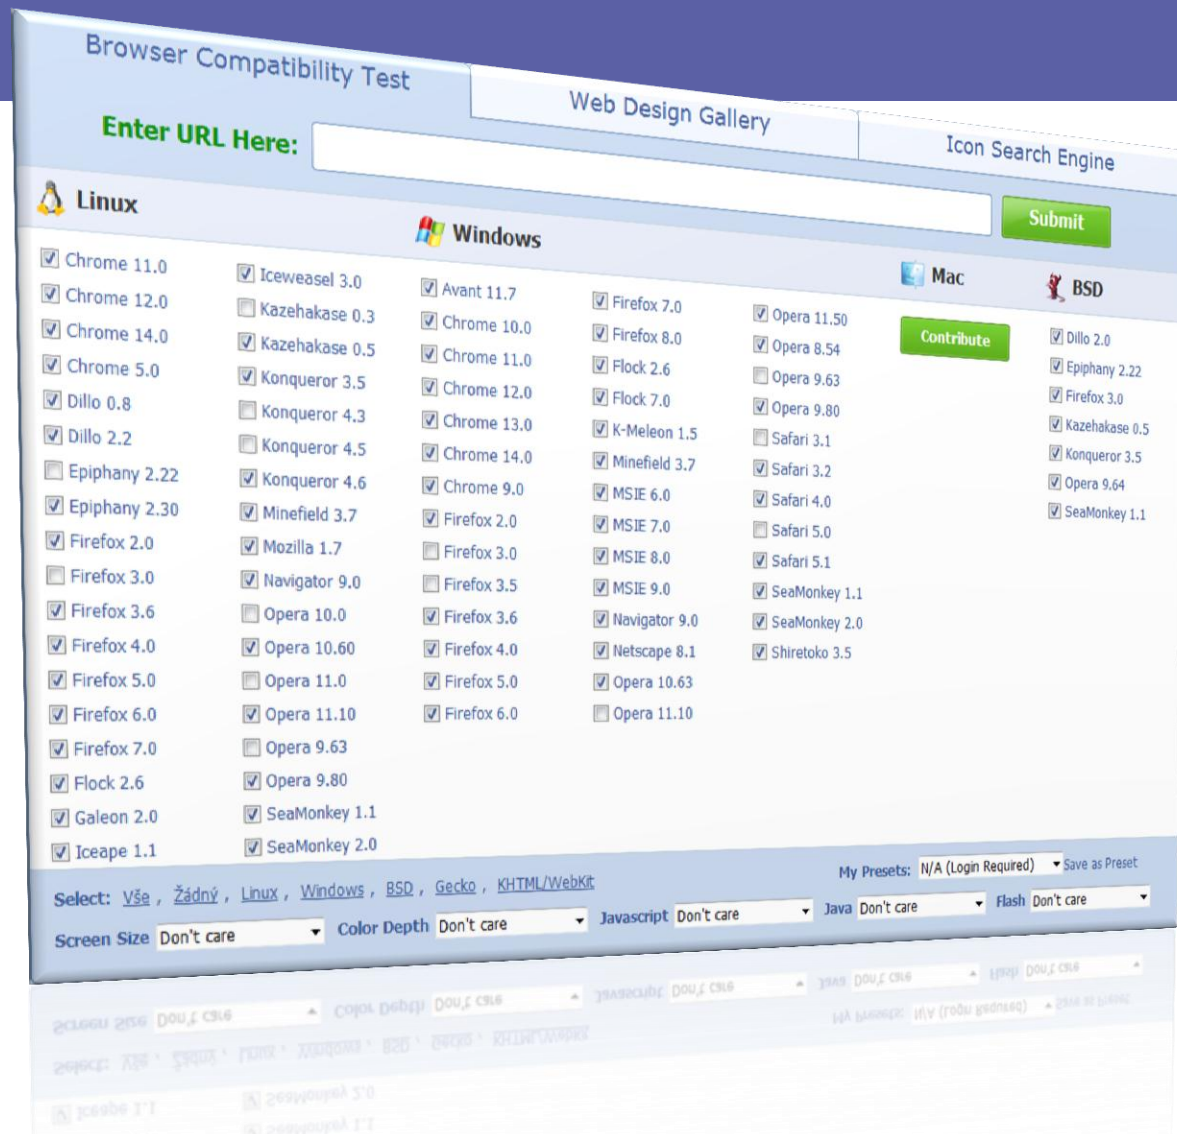 Browser Compatibility Test
Web Design Gallery
Icon Search Engine
Enter URL Here:
Submit
Linux
Chrome 11.0
Chrome 12.0
Chrome 14.0
Chrome 5.0
Dillo 0.8
Dillo 2.2
Epiphany 2.22
Epiphany 2.30
Firefox 2.0
Firefox 3.0
Firefox 3.6
Firefox 4.0
Firefox 5.0
Firefox 6.0
Firefox 7.0
Flock 2.6
Galeon 2.0
Iceape 1.1
Iceweasel 3.0
Kazehakase 0.3
Kazehakase 0.5
Konqueror 3.5
Konqueror 4.3
Konqueror 4.5
Konqueror 4.6
Minefield 3.7
Mozilla 1.7
Navigator 9.0
Opera 10.0
Opera 10.60
Opera 11.0
Opera 11.10
Opera 9.63
Opera 9.80
SeaMonkey 1.1
SeaMonkey 2.0
Windows
Avant 11.7
Chrome 10.0
Chrome 11.0
Chrome 12.0
Chrome 13.0
Chrome 14.0
Chrome 9.0
Firefox 2.0
Firefox 3.0
Firefox 3.5
Firefox 3.6
Firefox 4.0
Firefox 5.0
Firefox 6.0
Firefox 7.0
Firefox 8.0
Flock 2.6
Flock 7.0
K-Meleon 1.5
Minefield 3.7
MSIE 6.0
MSIE 7.0
MSIE 8.0
MSIE 9.0
Navigator 9.0
Netscape 8.1
Opera 10.63
Opera 11.10
Opera 11.50
Opera 8.54
Opera 9.63
Opera 9.80
Safari 3.1
Safari 3.2
Safari 4.0
Safari 5.0
Safari 5.1
SeaMonkey 1.1
SeaMonkey 2.0
Shiretoko 3.5
Mac
Contribute
BSD
Dillo 2.0
Epiphany 2.22
Firefox 3.0
Kazehakase 0.5
Konqueror 3.5
Opera 9.64
SeaMonkey 1.1
Select: Vše , Žádný , Linux , Windows , BSD , Gecko , KHTML/WebKit
My Presets: N/A (Login Required) Save as Preset
Screen Size Don't care Color Depth Don't care Javascript Don't care Java Don't care Flash Don't care